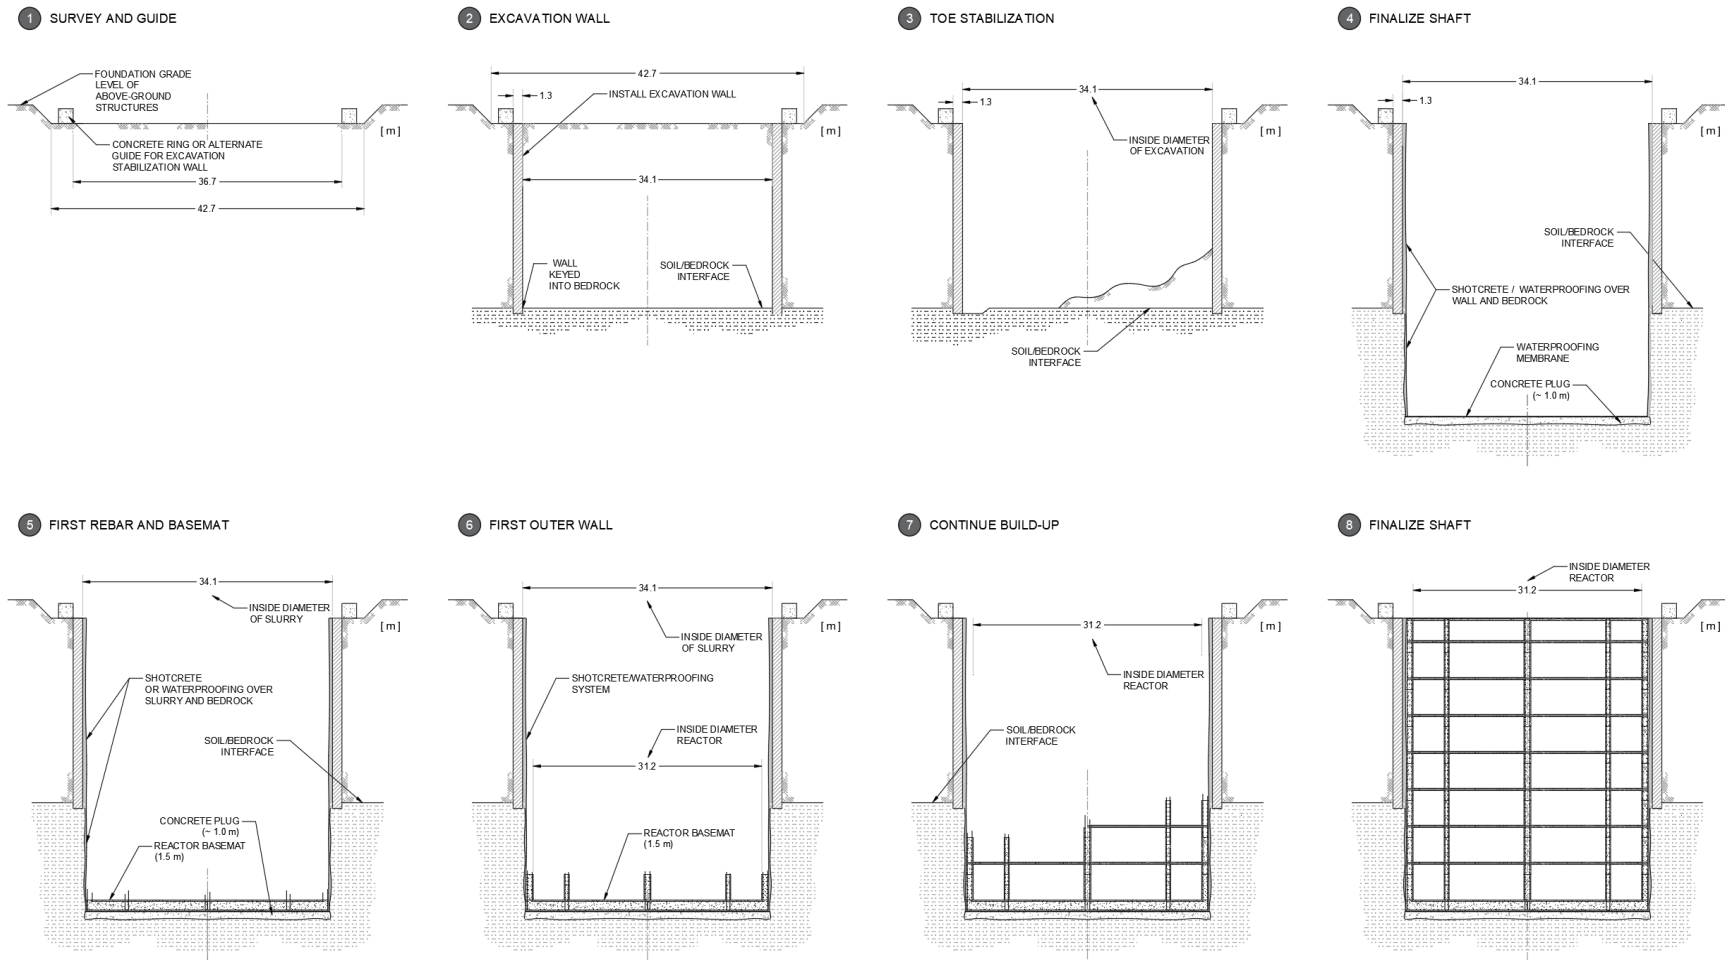 1 SURVEY AND GUIDE
FOUNDATION GRADE
LEVEL OF
ABOVE-GROUND
STRUCTURES
[ m ]
CONCRETE RING OR ALTERNATE
GUIDE FOR EXCAVATION
STABILIZATION WALL
36.7
42.7
2 EXCAVATION WALL
42.7
1.3
INSTALL EXCAVATION WALL
[ m ]
34.1
WALL
KEYED
INTO BEDROCK
SOIL/BEDROCK
INTERFACE
3 TOE STABILIZATION
34.1
1.3
[ m ]
INSIDE DIAMETER
OF EXCAVATION
SOIL/BEDROCK
INTERFACE
4 FINALIZE SHAFT
34.1
1.3
[ m ]
SOIL/BEDROCK
INTERFACE
SHOTCRETE / WATERPROOFING OVER
WALL AND BEDROCK
WATERPROOFING
MEMBRANE
CONCRETE PLUG
(~ 1.0 m)
5 FIRST REBAR AND BASEMAT
34.1
INSIDE DIAMETER
OF SLURRY
[ m ]
SHOTCRETE
OR WATERPROOFING OVER
SLURRY AND BEDROCK
SOIL/BEDROCK
INTERFACE
CONCRETE PLUG
(~ 1.0 m)
REACTOR BASEMAT
(1.5 m)
6 FIRST OUTER WALL
34.1
INSIDE DIAMETER
OF SLURRY
[ m ]
SHOTCRETE/WATERPROOFING
SYSTEM
INSIDE DIAMETER
REACTOR
31.2
REACTOR BASEMAT
(1.5 m)
7 CONTINUE BUILD-UP
31.2
[ m ]
INSIDE DIAMETER
REACTOR
SOIL/BEDROCK
INTERFACE
8 FINALIZE SHAFT
INSIDE DIAMETER
REACTOR
31.2
[ m ]